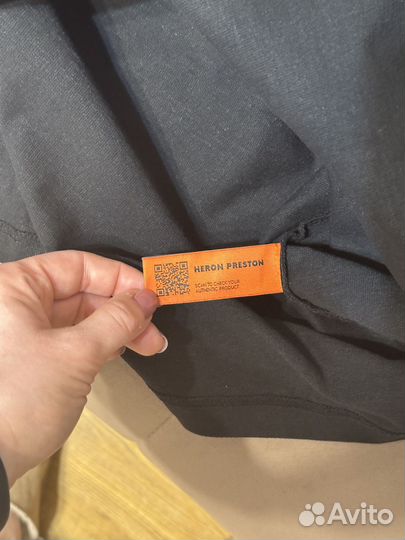 HERON PRESTON
SCAN TO CHECK YOUR
AUTHENTIC PRODUCT
Avito